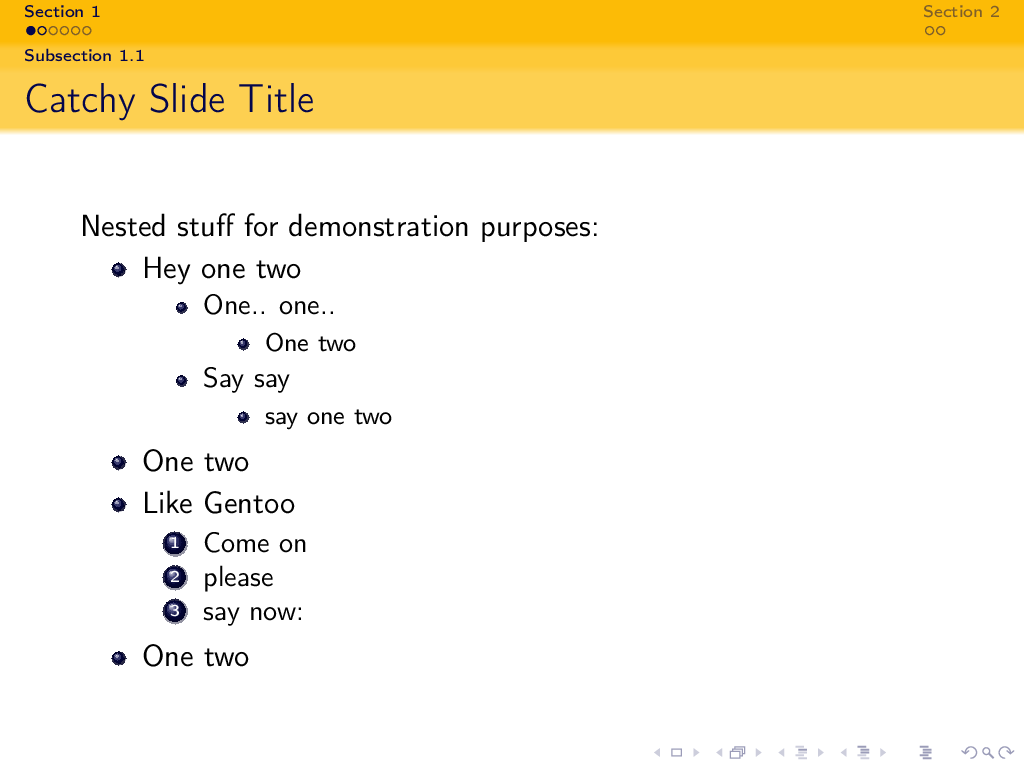 Section 1
Section 2
Subsection 1.1
Catchy Slide Title
Nested stuff for demonstration purposes:
Hey one two
One.. one..
One two
Say say
say one two
One two
Like Gentoo
1 Come on
2 please
3 say now:
One two